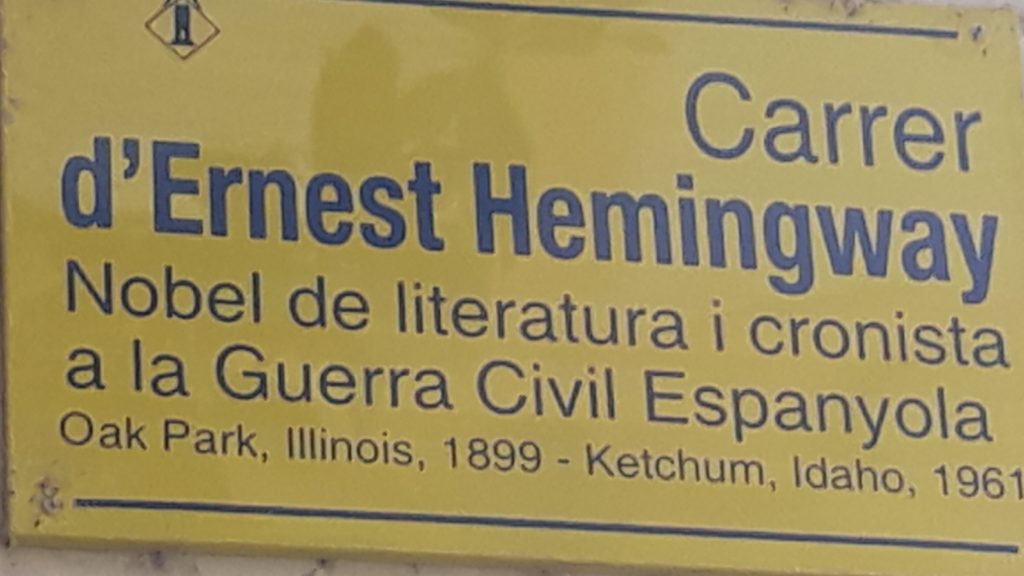 Carrer
d'Ernest Hemingway
Nobel de literatura i cronista
a la Guerra Civil Espanyola
Oak Park, Illinois, 1899 - Ketchum, Idaho, 1961